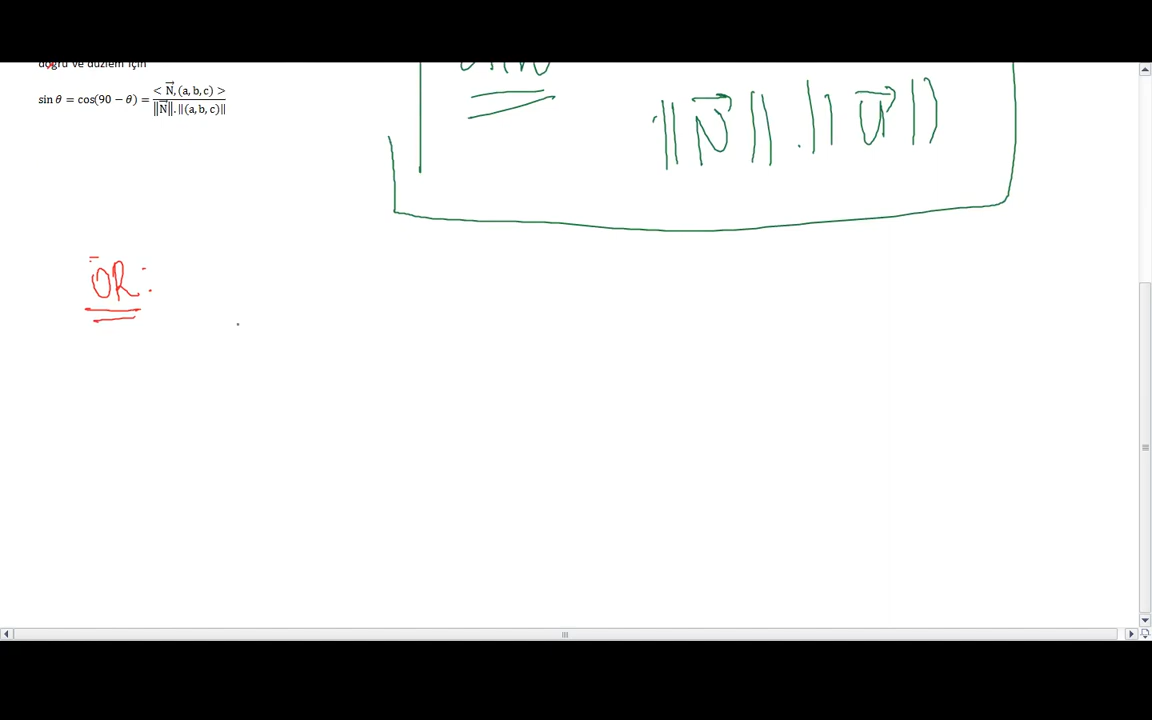 doğru ve düzlem için
sin θ = cos(90 − θ) = < N⃗, (a, b, c) > / ‖N⃗‖. ‖(a, b, c)‖
‖N⃗‖ . ‖u⃗‖
ÖR: